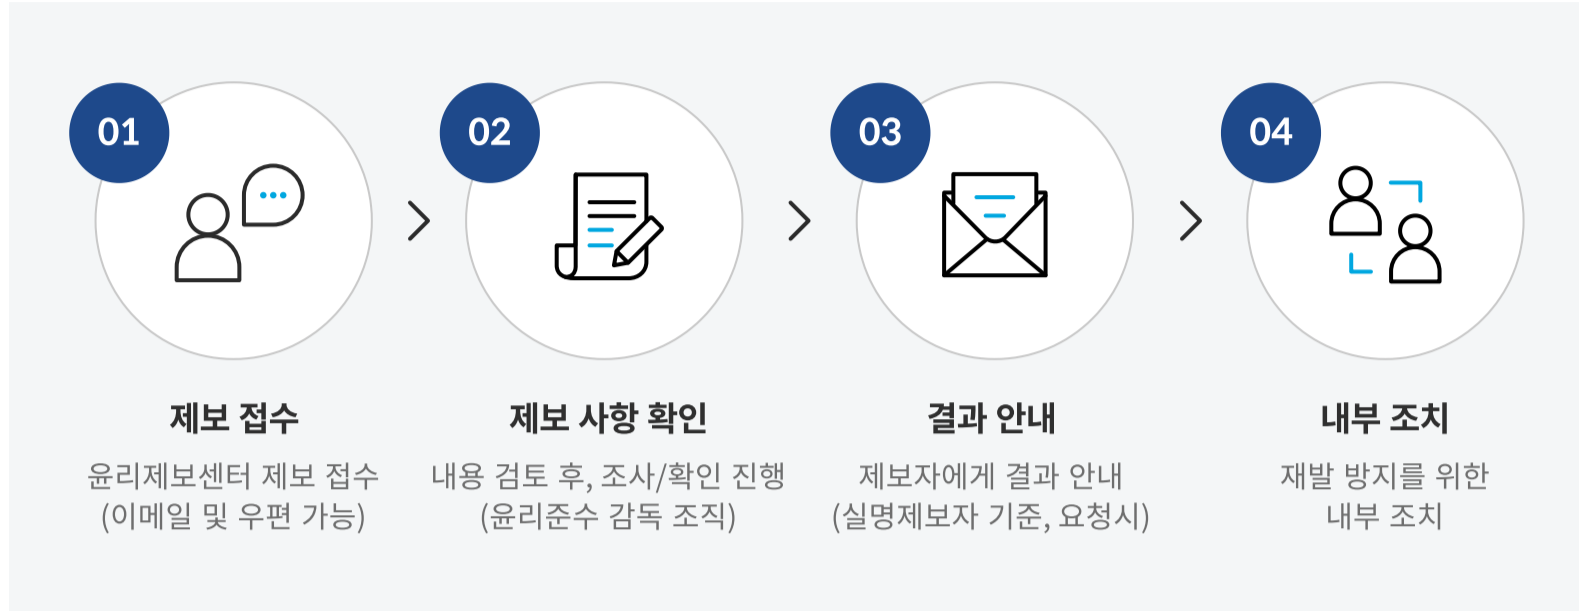 01
제보 접수
윤리제보센터 제보 접수
(이메일 및 우편 가능)
02
제보 사항 확인
내용 검토 후, 조사/확인 진행
(윤리준수 감독 조직)
03
결과 안내
제보자에게 결과 안내
(실명제보자 기준, 요청시)
04
내부 조치
재발 방지를 위한
내부 조치